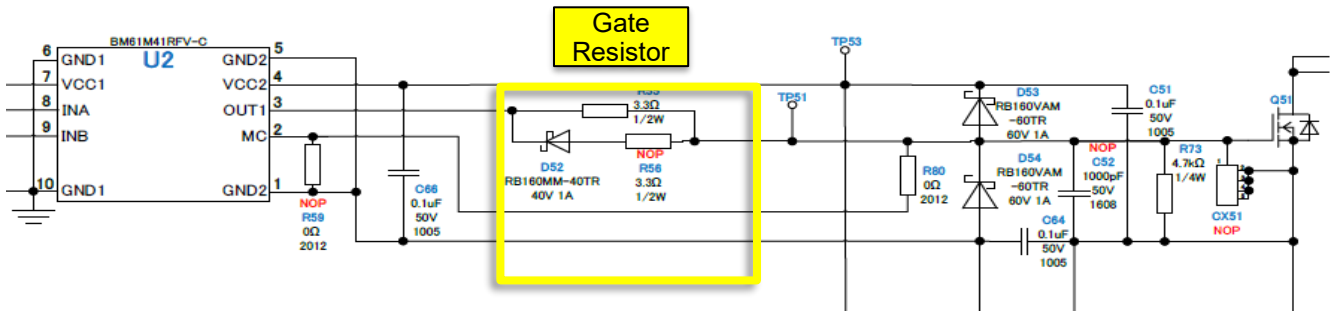 Gate
Resistor
BM61M41RFV-C
U2
6 GND1
7 VCC1
8 INA
9 INB
10 GND1
GND2 5
VCC2 4
OUT1 3
MC 2
GND2 1
NOP
R59
0Ω
2012
C66
0.1uF
50V
1005
3.3Ω
1/2W
D52
RB160MM-40TR
40V 1A
NOP
R56
3.3Ω
1/2W
TP51
TP53
R80
0Ω
2012
D53
RB160VAM
-60TR
60V 1A
D54
RB160VAM
-60TR
60V 1A
C64
0.1uF
50V
1005
NOP
C52
1000pF
50V
1608
C51
0.1uF
50V
1005
R73
4.7kΩ
1/4W
CX51
NOP
Q51